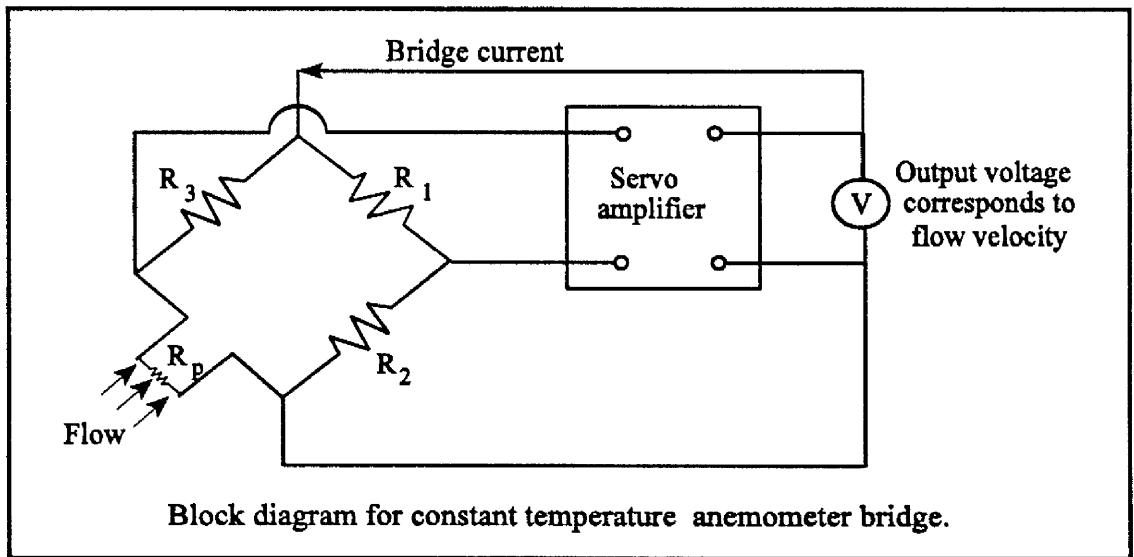 Bridge current
R3
R1
Servo
amplifier
V
Output voltage
corresponds to
flow velocity
Rp
R2
Flow
Block diagram for constant temperature anemometer bridge.